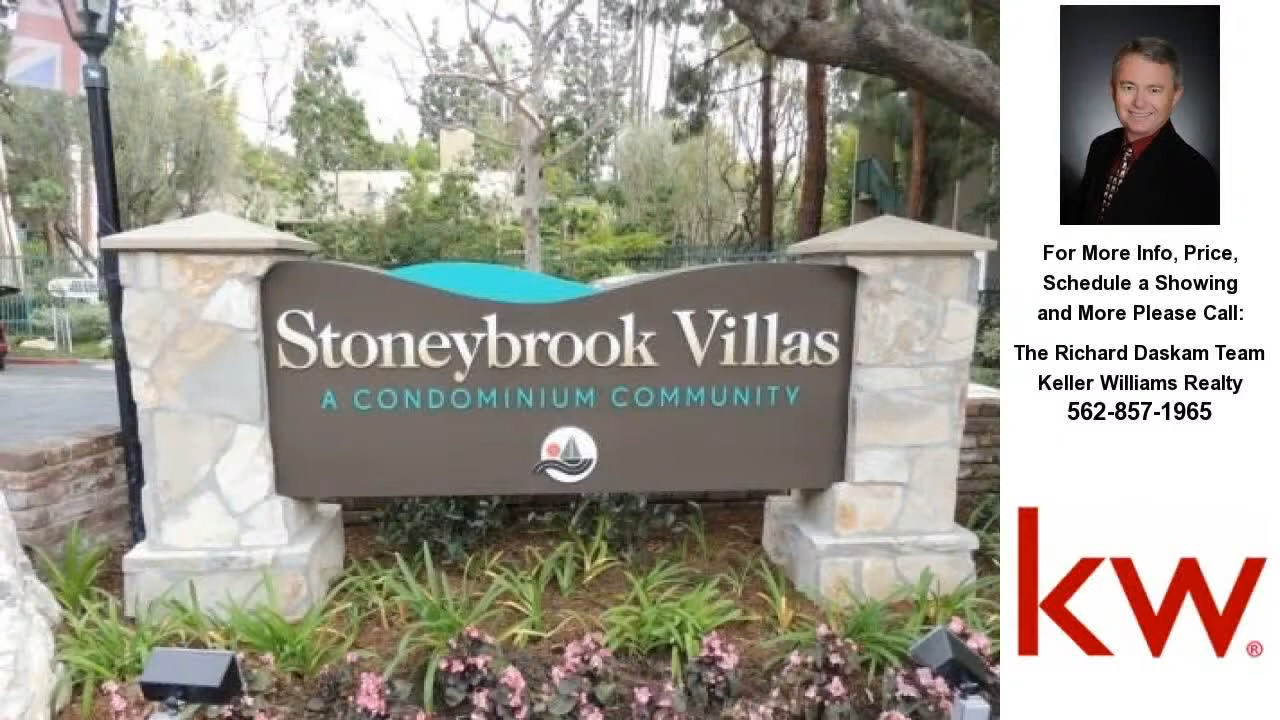 Stoneybrook Villas
A CONDOMINIUM COMMUNITY
For More Info, Price,
Schedule a Showing
and More Please Call:
The Richard Daskam Team
Keller Williams Realty
562-857-1965
kw®